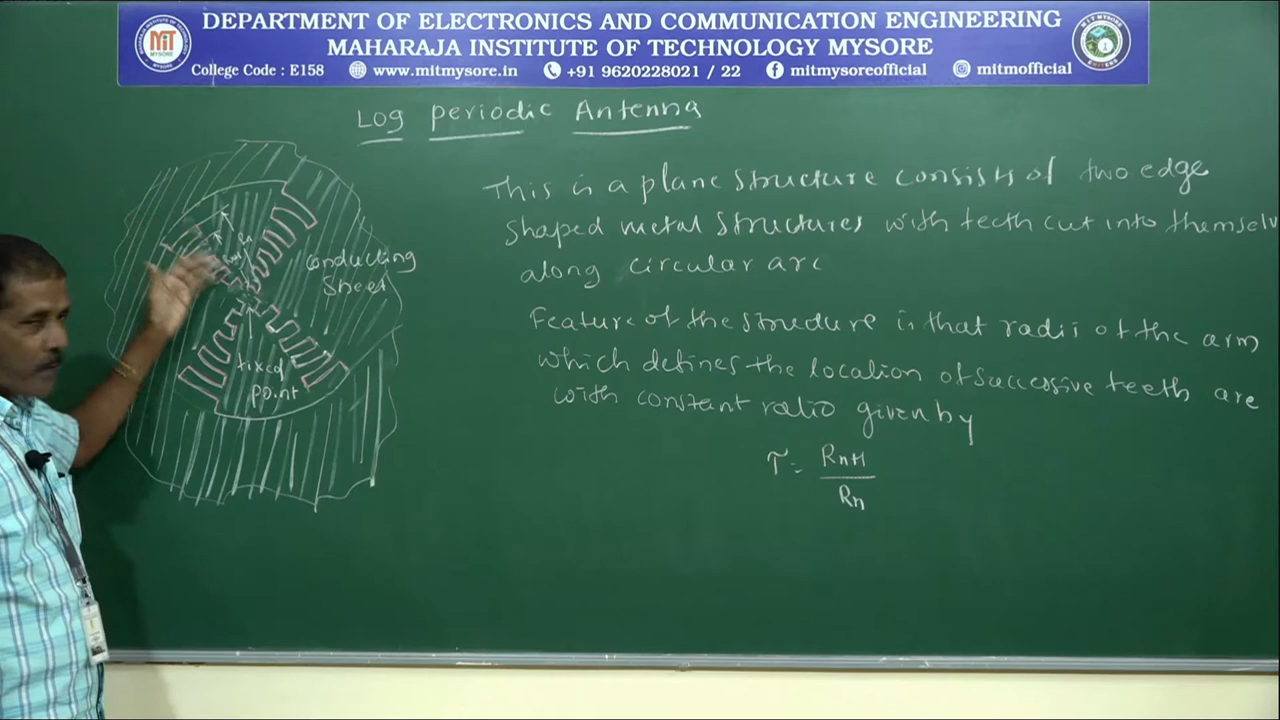 DEPARTMENT OF ELECTRONICS AND COMMUNICATION ENGINEERING
MAHARAJA INSTITUTE OF TECHNOLOGY MYSORE
College Code : E158 www.mitmysore.in +91 9620228021 / 22 mitmysoreofficial mitmofficial
MIT
MYSORE
Log periodic Antenna
This is a plane structure consists of two edge
shaped metal structures with teeth cut into themselv
along circular arc
Feature of the structure is that radii of the arm
which defines the location of successive teeth are
with constant ratio given by
τ = Rn+1
Rn
conducting
sheet
fixed
point